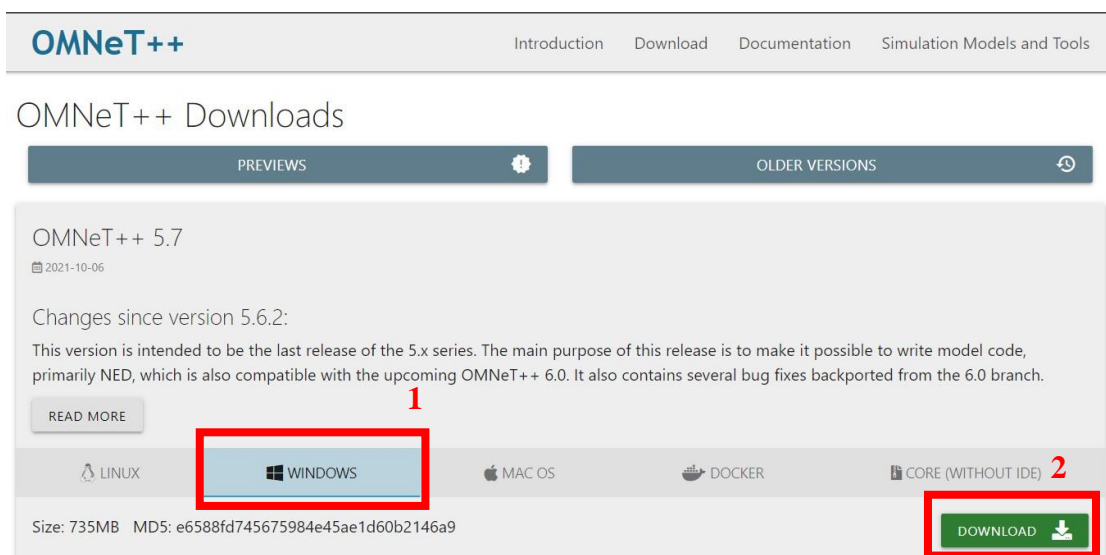 OMNeT++
Introduction Download Documentation Simulation Models and Tools
OMNeT++ Downloads
PREVIEWS OLDER VERSIONS
OMNeT++ 5.7
2021-10-06
Changes since version 5.6.2:
This version is intended to be the last release of the 5.x series. The main purpose of this release is to make it possible to write model code,
primarily NED, which is also compatible with the upcoming OMNeT++ 6.0. It also contains several bug fixes backported from the 6.0 branch.
READ MORE
1
LINUX WINDOWS MAC OS DOCKER CORE (WITHOUT IDE) 2
Size: 735MB MD5: e6588fd745675984e45ae1d60b2146a9
DOWNLOAD